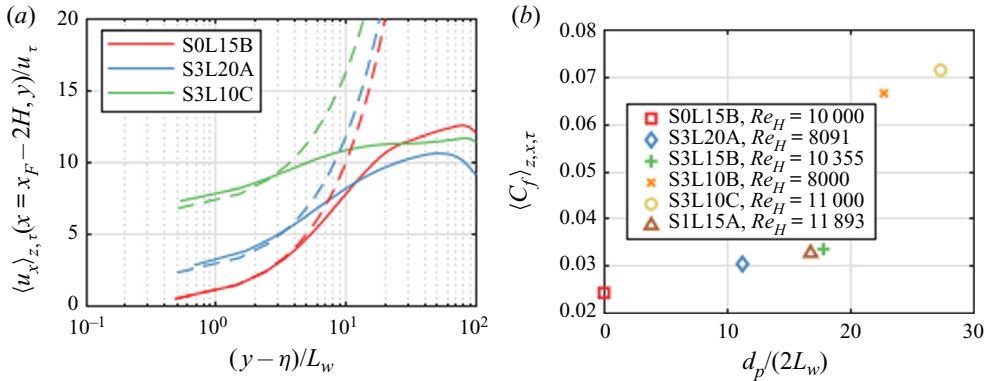 (a)
20
15
10
5
0
⟨u_x⟩_{z,τ}(x = x_F − 2H, y)/u_τ
S0L15B
S3L20A
S3L10C
10^{−1}
10^0
10^1
10^2
(y − η)/L_w
(b)
0.08
0.07
0.06
0.05
0.04
0.03
0.02
⟨C_f⟩_{z,x,τ}
S0L15B, Re_H = 10 000
S3L20A, Re_H = 8091
S3L15B, Re_H = 10 355
S3L10B, Re_H = 8000
S3L10C, Re_H = 11 000
S1L15A, Re_H = 11 893
0
10
20
30
d_p/(2L_w)